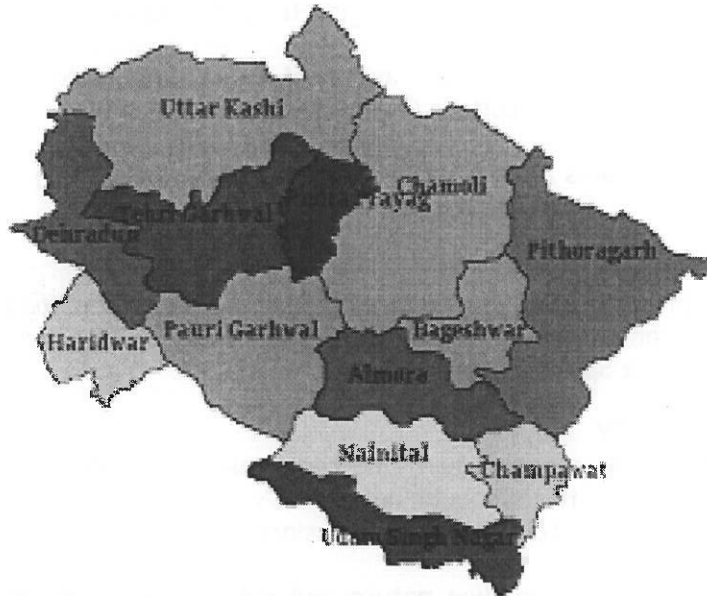 Uttar Kashi
Chamoli
Tehri Garhwal
Dehradun
Pithoragarh
Haridwar
Pauri Garhwal
Bageshwar
Almora
Nainital
Champawat
Singh Nagar